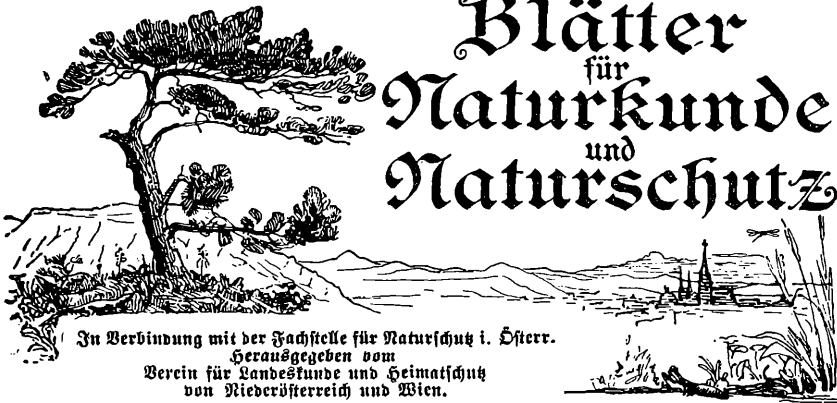 Blätter
für
Naturkunde
und
Naturschutz
In Verbindung mit der Fachstelle für Naturschutz i. Österr.
Herausgegeben vom
Verein für Landeskunde und Heimatschutz
von Niederösterreich und Wien.